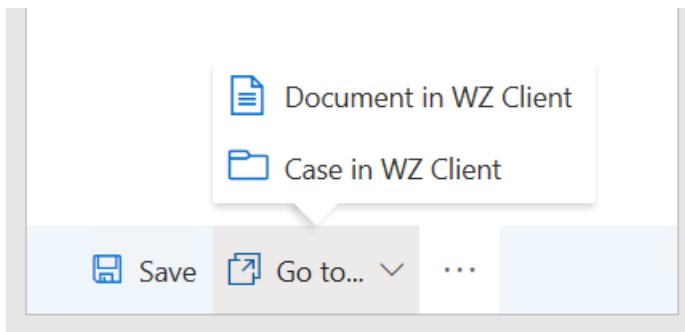 Document in WZ Client
Case in WZ Client
Save Go to... ...